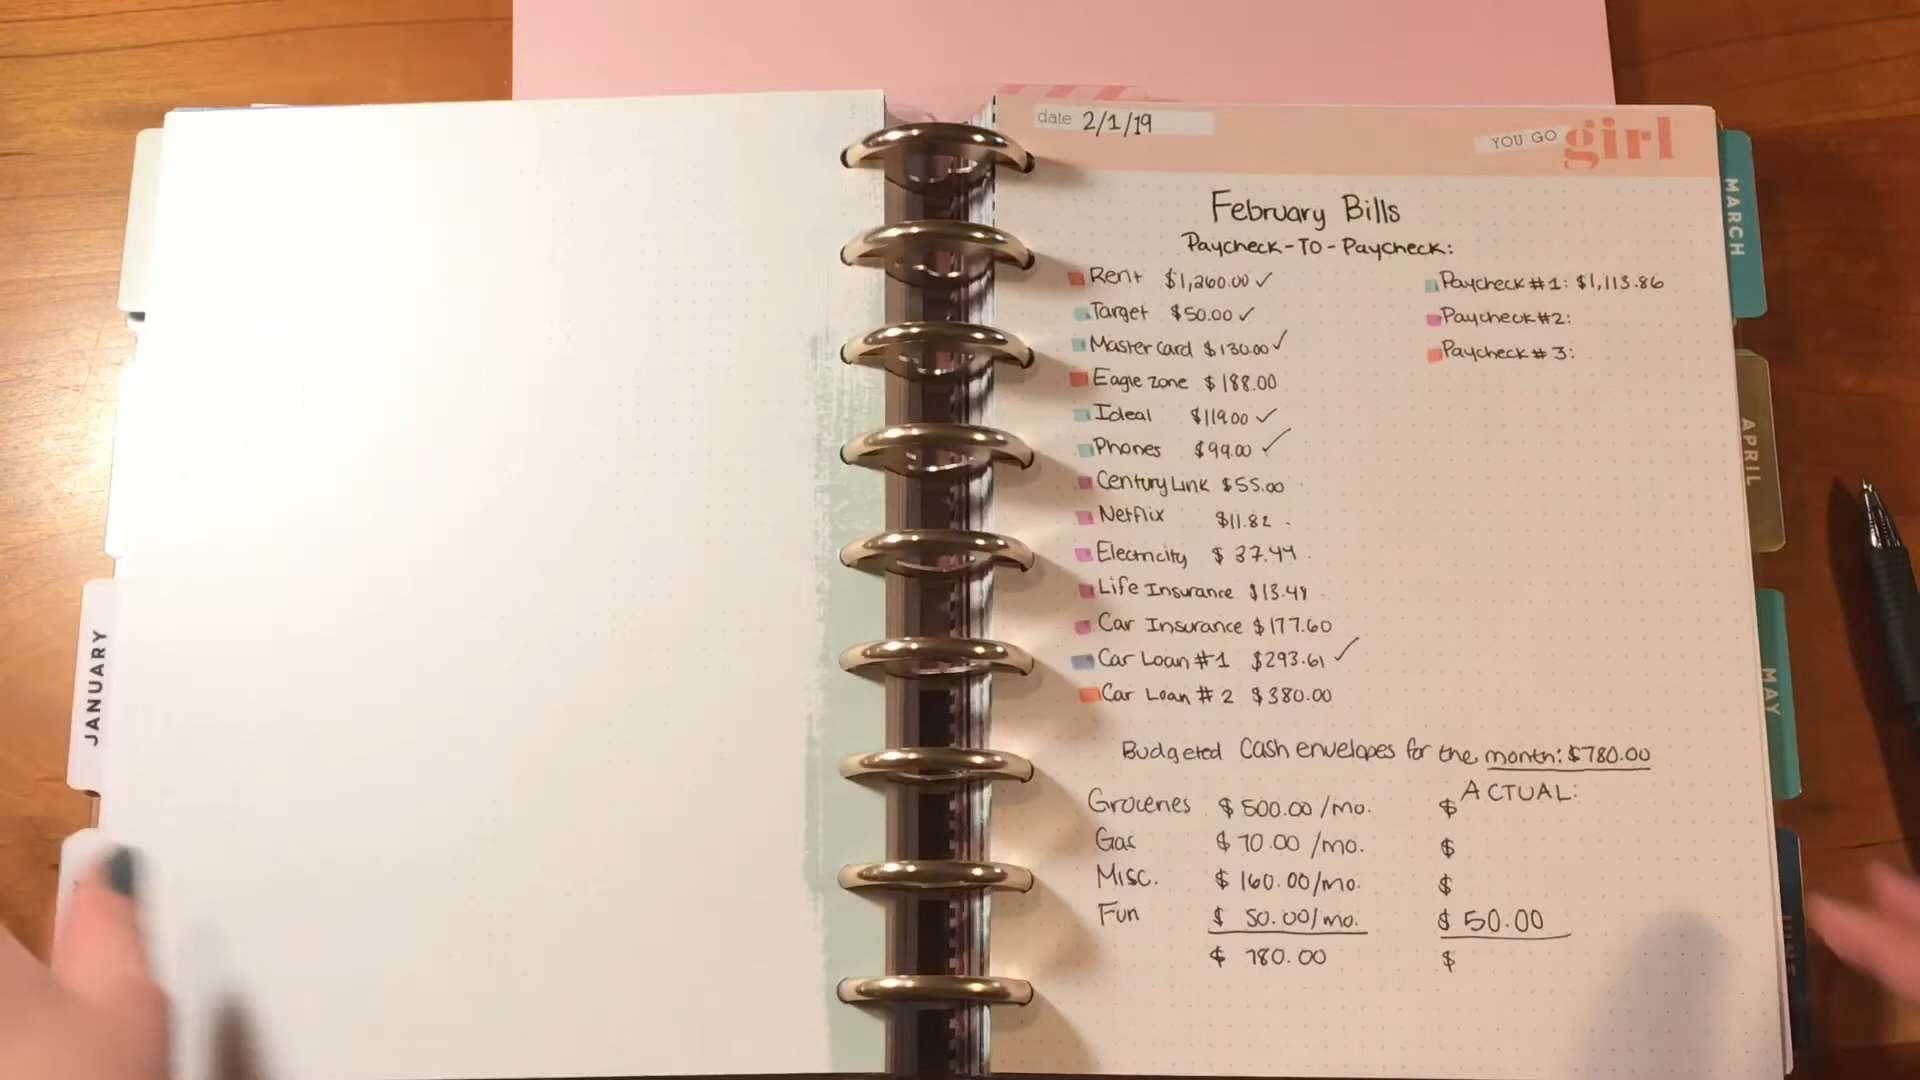 date 2/1/19
YOU GO girl
February Bills
Paycheck-TO-Paycheck:
Rent $1,260.00 ✓
Target $50.00 ✓
Master Card $130.00 ✓
Eagle zone $188.00
Ideal $119.00 ✓
Phones $99.00 ✓
Century Link $55.00
Netflix $11.82
Electricity $37.44
Life Insurance $13.48
Car Insurance $177.60
Car Loan #1 $293.61 ✓
Car Loan #2 $380.00
Paycheck #1: $1,113.86
Paycheck #2:
Paycheck #3:
Budgeted Cash envelopes for the month: $780.00
ACTUAL:
Groceries $500.00/mo. $
Gas $70.00/mo. $
Misc. $160.00/mo. $
Fun $50.00/mo. $50.00
$780.00 $
JANUARY
MARCH
APRIL
MAY
JUNE